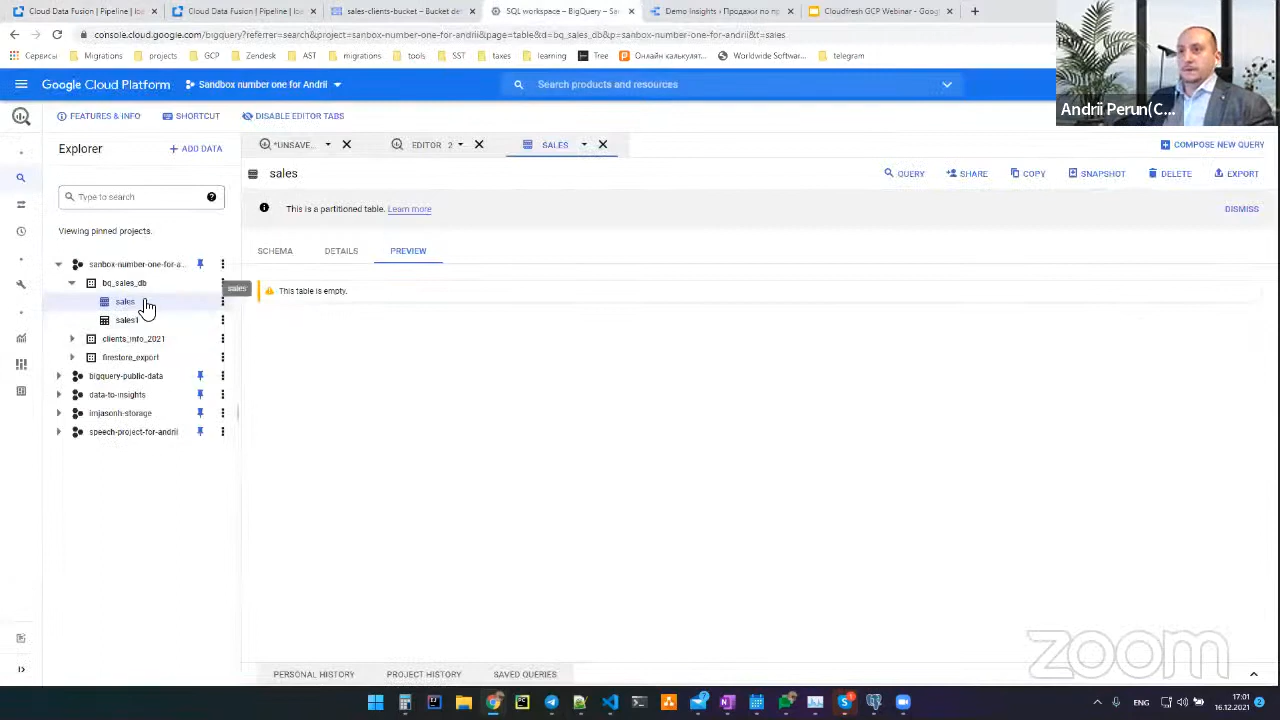 Cloud Data Fusion | Pipeline | Io
Cloud Data Fusion | Pipeline | Io
sales-clients-bucket – Bucket de
SQL workspace – BigQuery – Sa
Demo Insights › Продажи по пр
Cloudfresh GCP Webinar - Googl
console.cloud.google.com/bigquery?referrer=search&project=sanbox-number-one-for-andrii&page=table&d=bq_sales_db&p=sanbox-number-one-for-andrii&t=sales
Сервисы
Migrations
projects
GCP
Zendesk
AST
migrations
tools
SST
taxes
learning
Tree
Онлайн калькулят...
Worldwide Software...
telegram
Google Cloud Platform
Sandbox number one for Andrii
Search products and resources
Andrii Perun(C...
FEATURES & INFO
SHORTCUT
DISABLE EDITOR TABS
Explorer
+ ADD DATA
*UNSAVE...
EDITOR 2
SALES
COMPOSE NEW QUERY
sales
QUERY
SHARE
COPY
SNAPSHOT
DELETE
EXPORT
Type to search
This is a partitioned table. Learn more
DISMISS
Viewing pinned projects.
SCHEMA
DETAILS
PREVIEW
sanbox-number-one-for-a...
bq_sales_db
sales
sales
This table is empty.
sales1
clients_info_2021
firestore_export
bigquery-public-data
data-to-insights
imjasonh-storage
speech-project-for-andrii
zoom
PERSONAL HISTORY
PROJECT HISTORY
SAVED QUERIES
ENG
17:01
16.12.2021